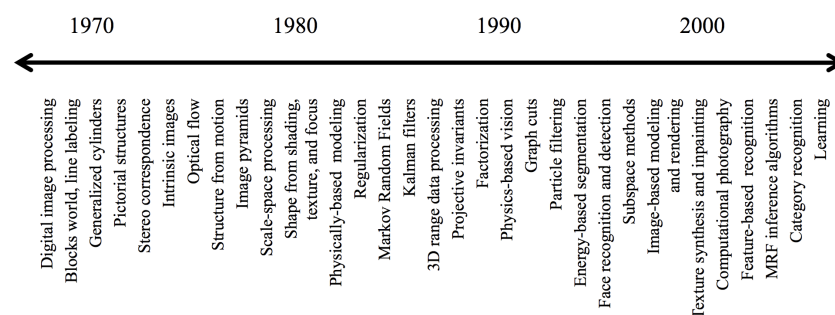 1970
1980
1990
2000
Digital image processing
Blocks world, line labeling
Generalized cylinders
Pictorial structures
Stereo correspondence
Intrinsic images
Optical flow
Structure from motion
Image pyramids
Scale-space processing
Shape from shading,
texture, and focus
Physically-based modeling
Regularization
Markov Random Fields
Kalman filters
3D range data processing
Projective invariants
Factorization
Physics-based vision
Graph cuts
Particle filtering
Energy-based segmentation
Face recognition and detection
Subspace methods
Image-based modeling
and rendering
Texture synthesis and inpainting
Computational photography
Feature-based recognition
MRF inference algorithms
Category recognition
Learning